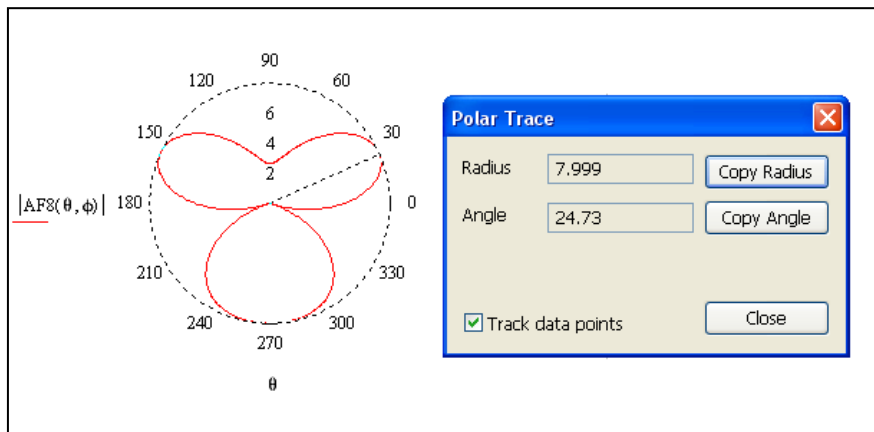 90
120 60
6
150 4 30
2
|AF8(θ,ϕ)| 180 0
210 330
240 300
270
θ
Polar Trace
Radius 7.999 Copy Radius
Angle 24.73 Copy Angle
Track data points Close